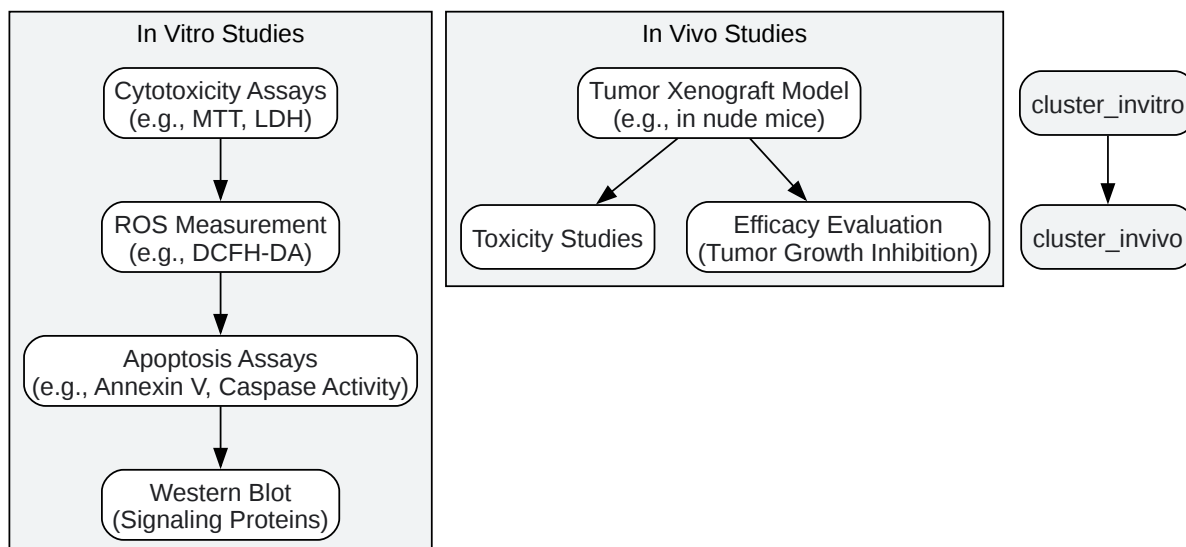 In Vitro Studies
Cytotoxicity Assays
(e.g., MTT, LDH)
ROS Measurement
(e.g., DCFH-DA)
Apoptosis Assays
(e.g., Annexin V, Caspase Activity)
Western Blot
(Signaling Proteins)
In Vivo Studies
Tumor Xenograft Model
(e.g., in nude mice)
Toxicity Studies
Efficacy Evaluation
(Tumor Growth Inhibition)
cluster_invitro
cluster_invivo